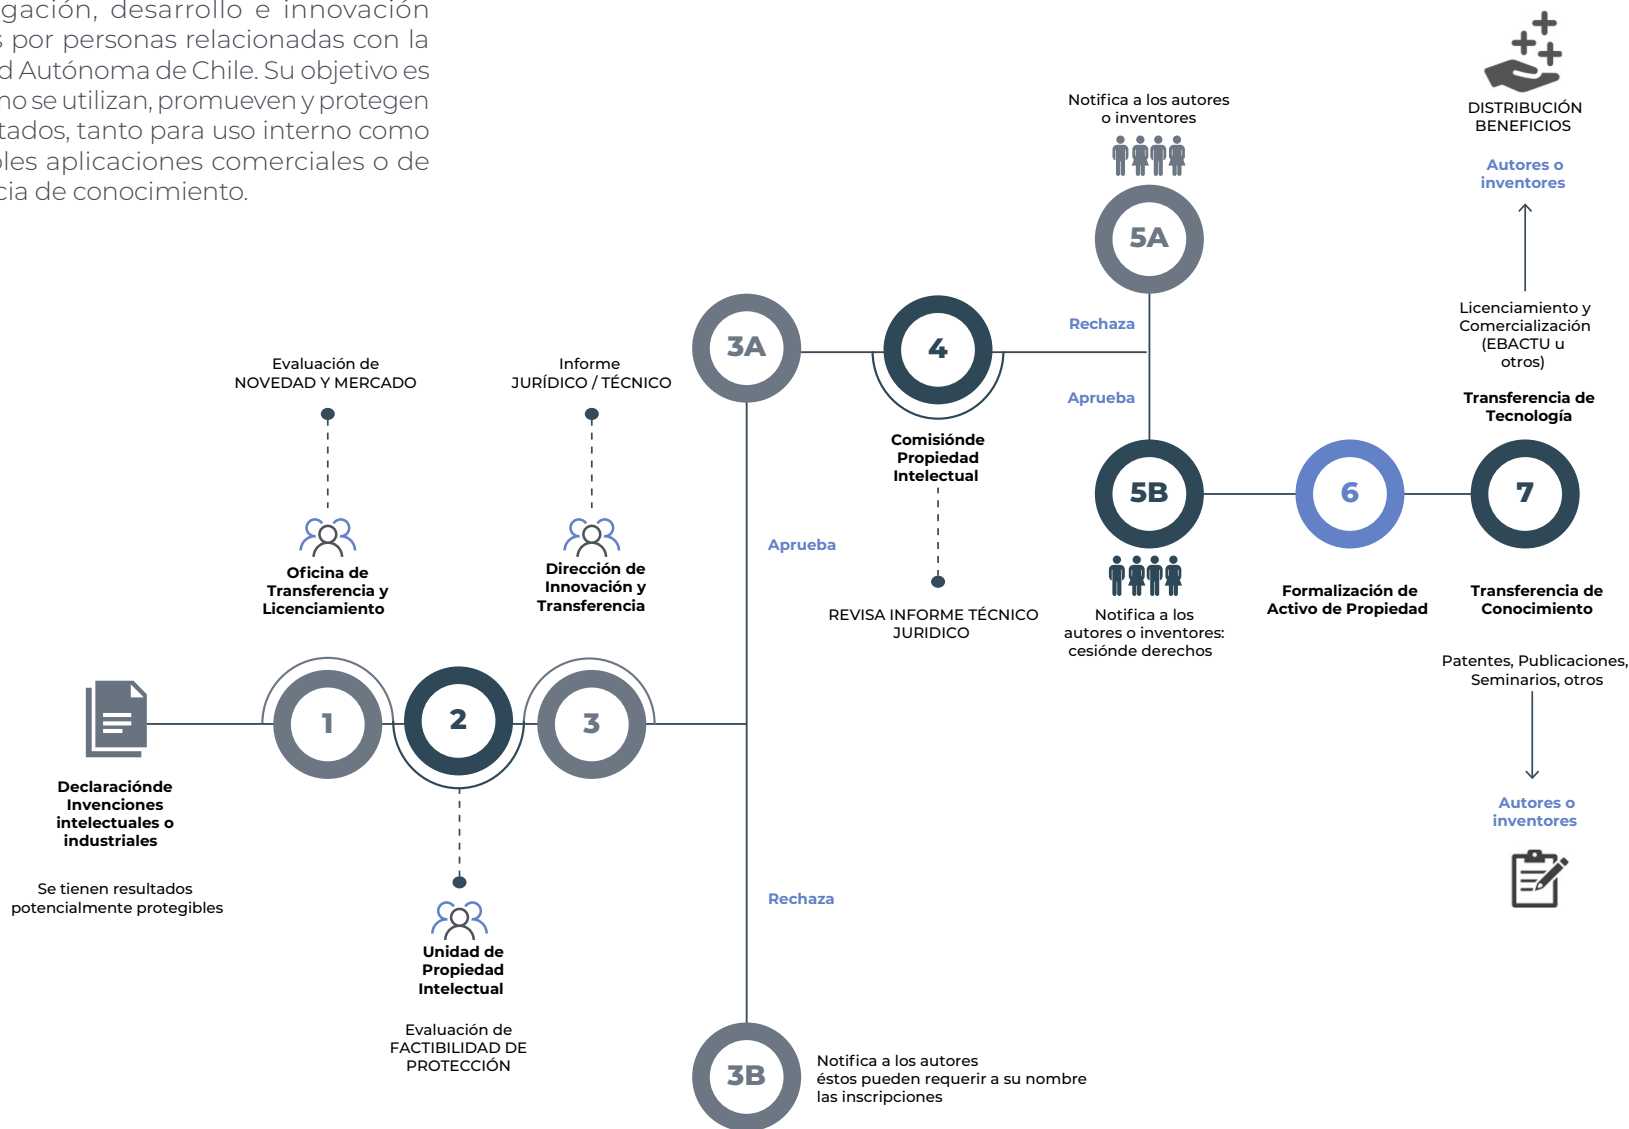 desarrollo e innovación
por personas relacionadas con la
Autónoma de Chile. Su objetivo es
se utilizan, promueven y protegen
tanto para uso interno como
aplicaciones comerciales o de
de conocimiento.
Evaluación de
NOVEDAD Y MERCADO
Oficina de
Transferencia y
Licenciamiento
Informe
JURÍDICO / TÉCNICO
Dirección de
Innovación y
Transferencia
Declaraciónde
Invenciones
intelectuales o
industriales
Se tienen resultados
potencialmente protegibles
1
2
3
Unidad de
Propiedad
Intelectual
Evaluación de
FACTIBILIDAD DE
PROTECCIÓN
3A
Aprueba
Rechaza
3B
Notifica a los autores
éstos pueden requerir a su nombre
las inscripciones
4
Comisiónde
Propiedad
Intelectual
REVISA INFORME TÉCNICO
JURIDICO
Notifica a los autores
o inventores
5A
Rechaza
Aprueba
5B
Notifica a los
autores o inventores:
cesiónde derechos
6
Formalización de
Activo de Propiedad
DISTRIBUCIÓN
BENEFICIOS
Autores o
inventores
Licenciamiento y
Comercialización
(EBACTU u
otros)
Transferencia de
Tecnología
7
Transferencia de
Conocimiento
Patentes, Publicaciones,
Seminarios, otros
Autores o
inventores